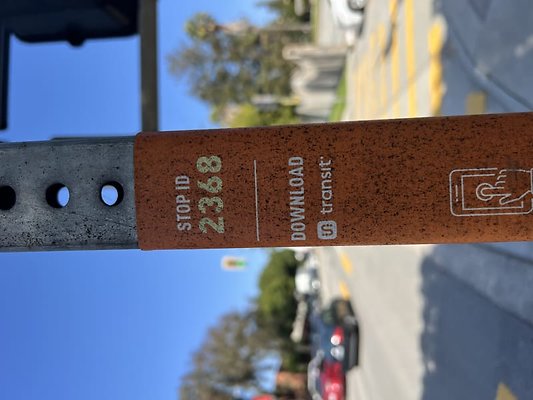 STOP ID
2368
DOWNLOAD
transit